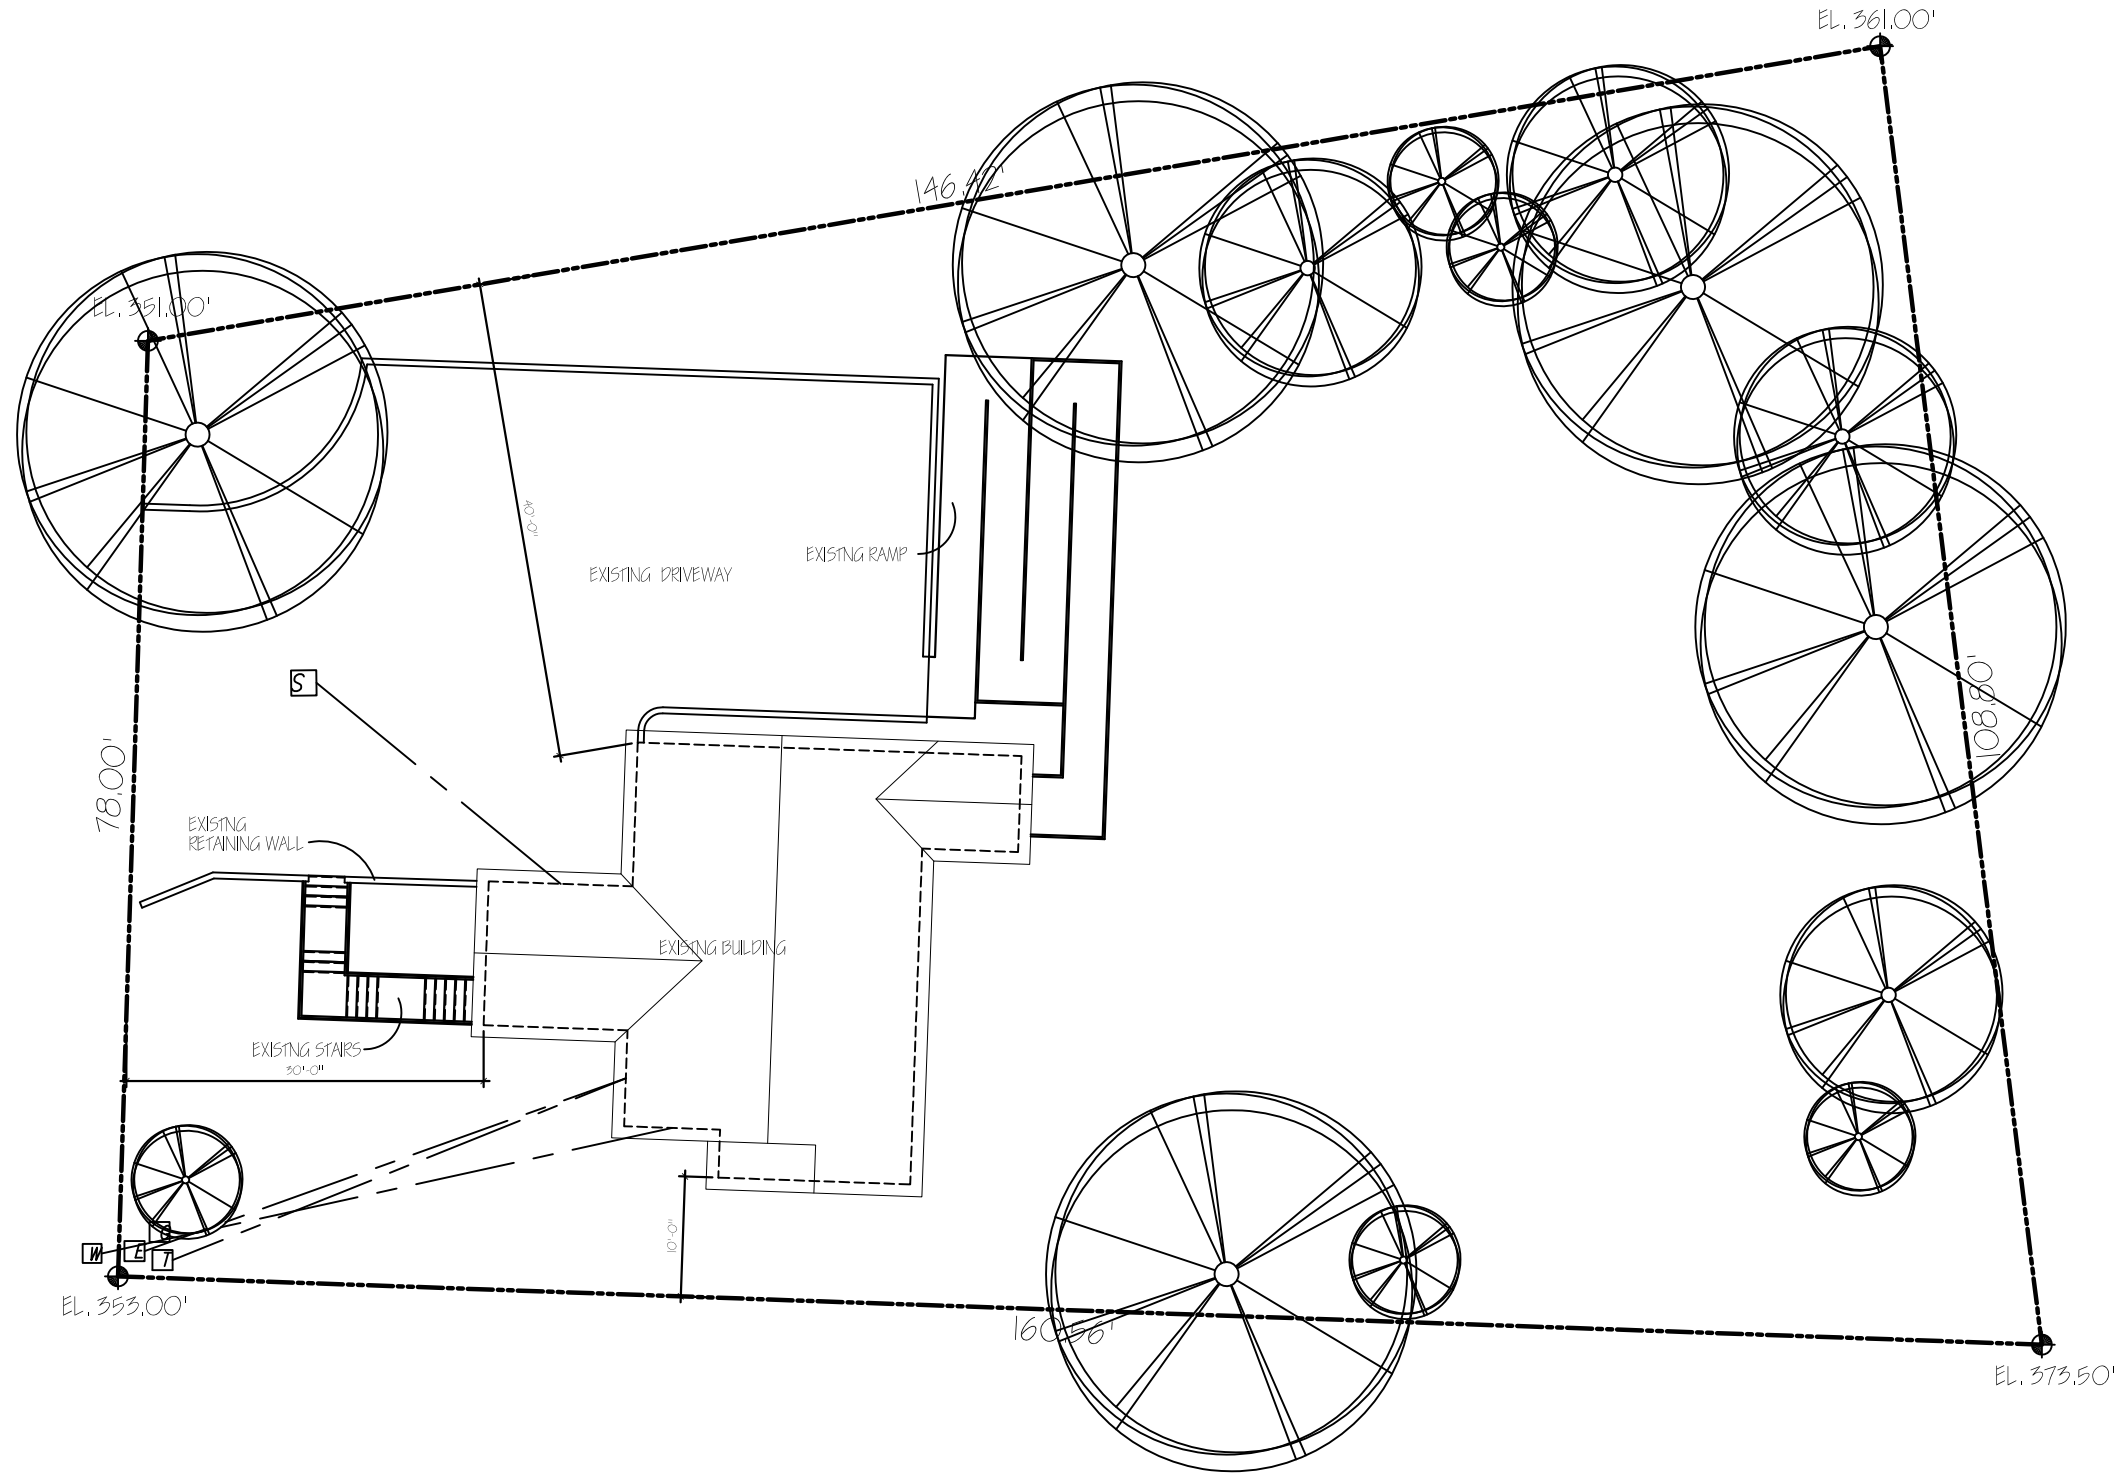 EL. 361.00'
146.42'
EL. 351.00'
40'-0"
EXISTNG RAMP
EXISTING DRIVEWAY
S
108.80'
78.00'
EXISTNG
RETAINING WALL
EXISTNG BUILDING
EXISTNG STAIRS
30'-0"
10'-0"
W
E
T
EL. 353.00'
160.56'
EL. 373.50'